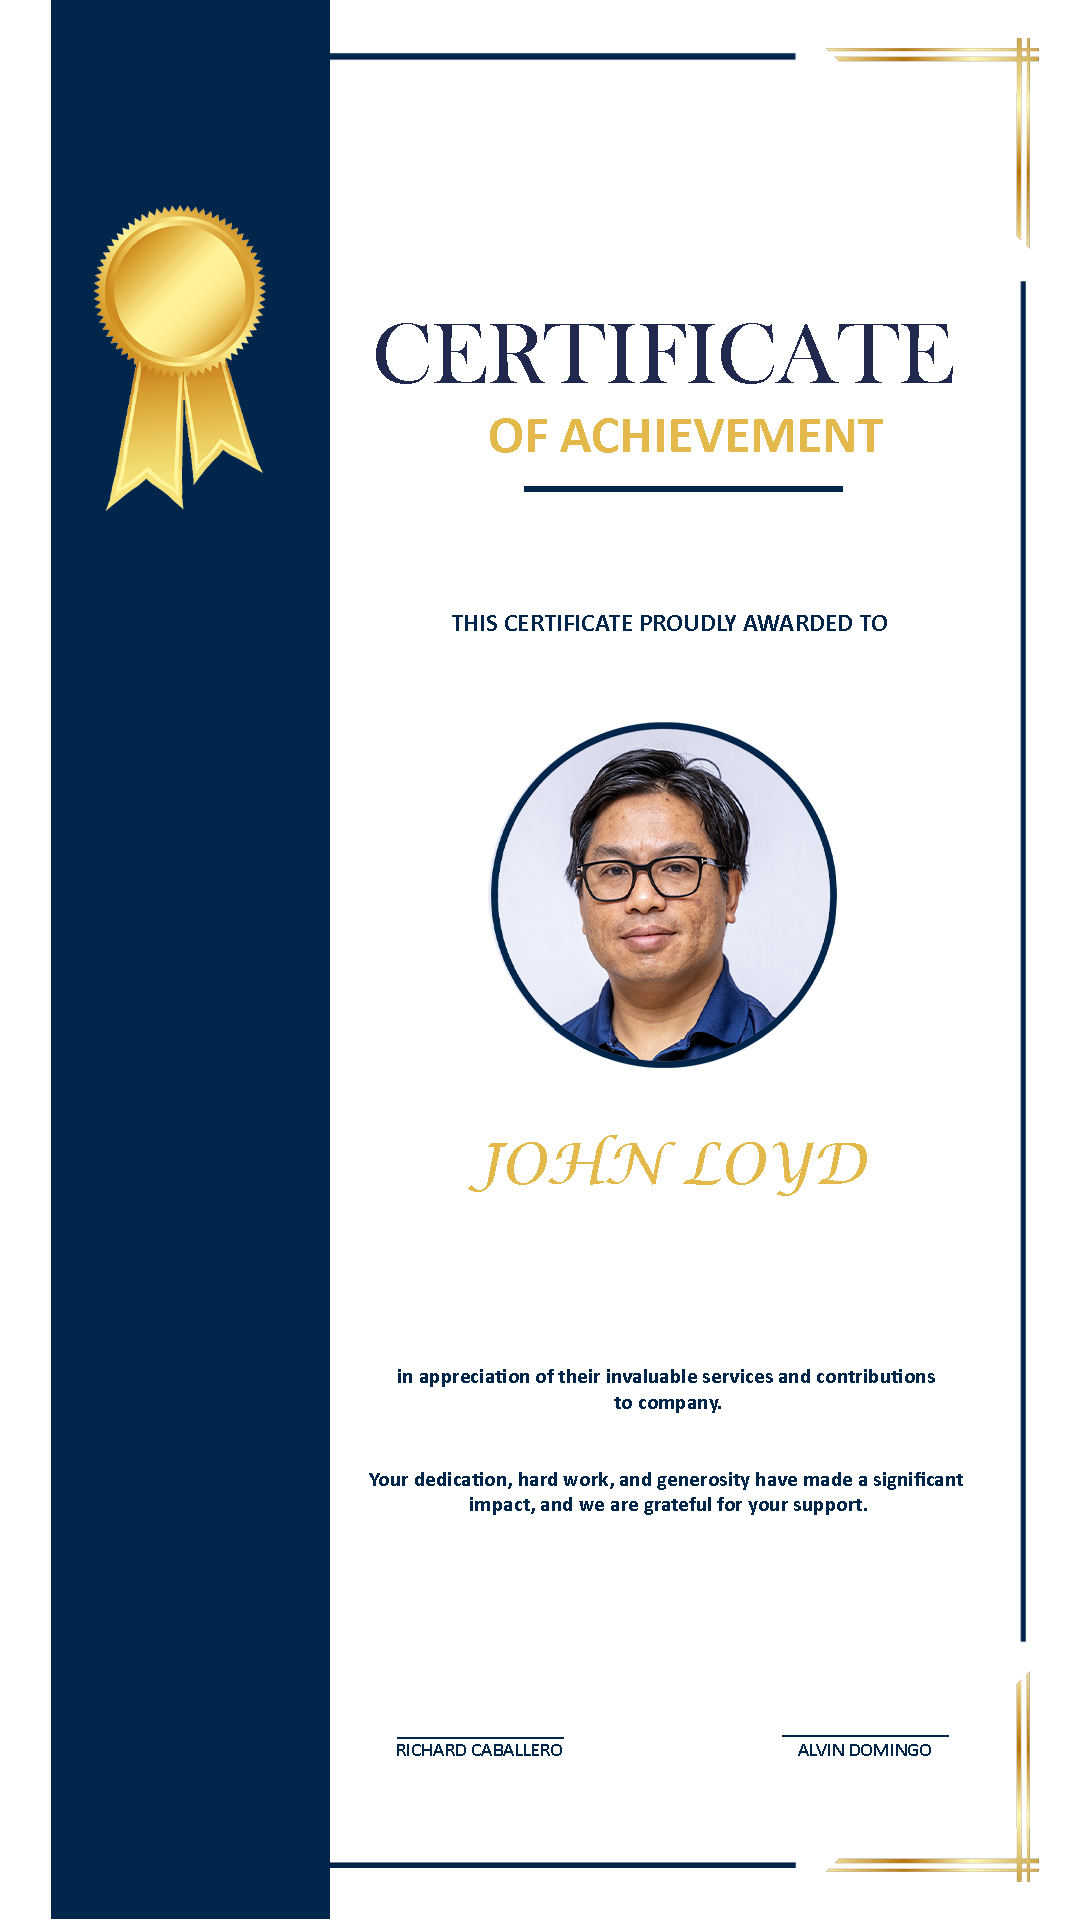 CERTIFICATE
OF ACHIEVEMENT
THIS CERTIFICATE PROUDLY AWARDED TO
JOHN LOYD
in appreciation of their invaluable services and contributions
to company.
Your dedication, hard work, and generosity have made a significant
impact, and we are grateful for your support.
RICHARD CABALLERO
ALVIN DOMINGO